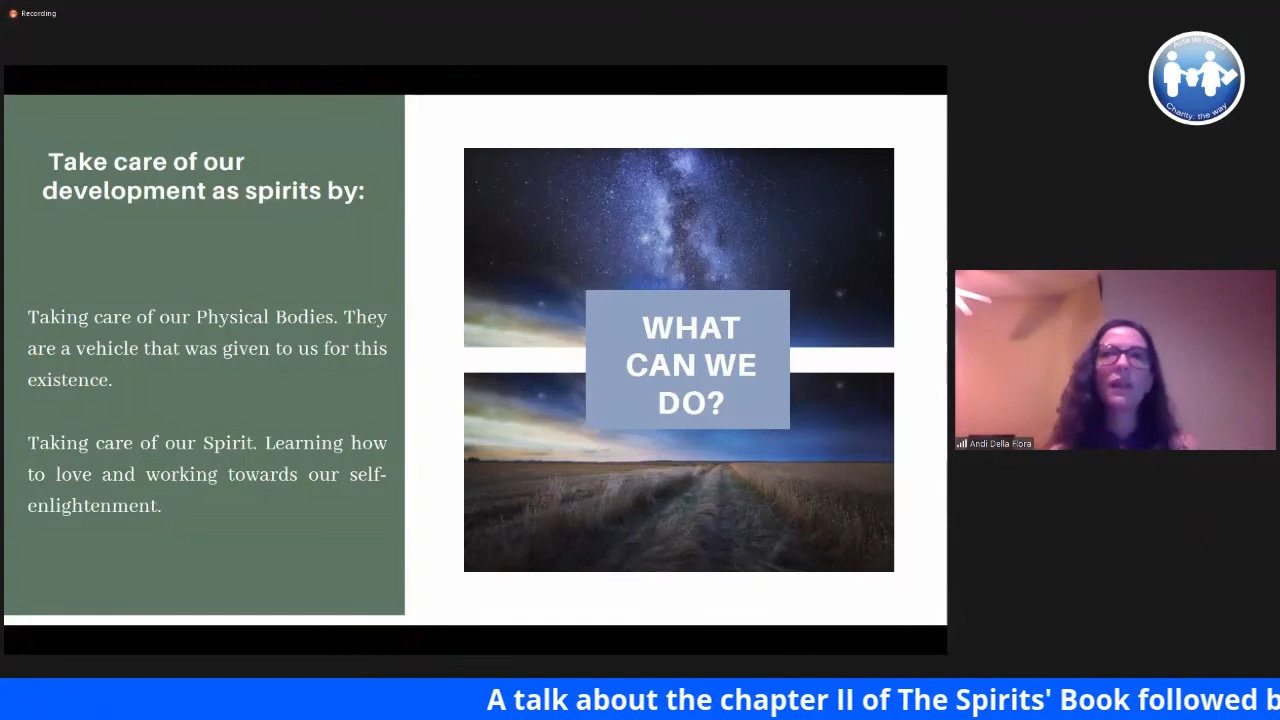 Recording
Take care of our
development as spirits by:
Taking care of our Physical Bodies. They
are a vehicle that was given to us for this
existence.
Taking care of our Spirit. Learning how
to love and working towards our self-
enlightenment.
WHAT
CAN WE
DO?
Charity: the way
Andi Della Flora
A talk about the chapter II of The Spirits' Book followed b